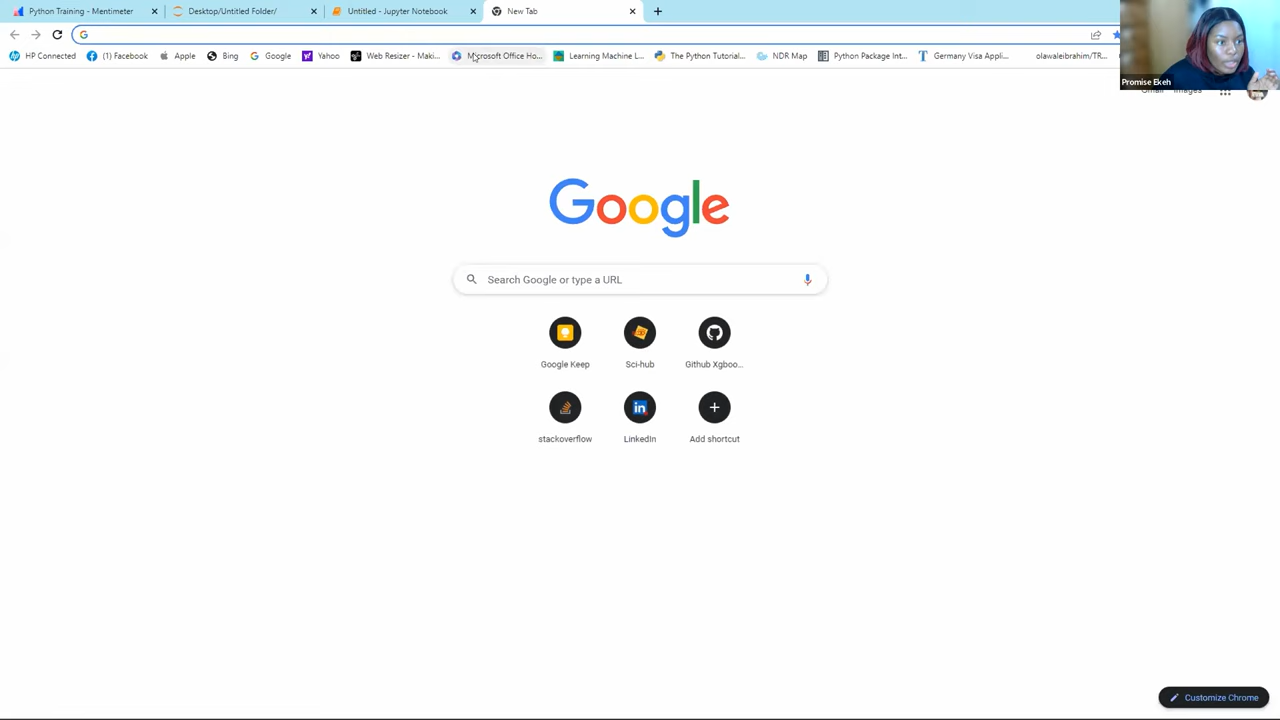 Python Training - Mentimeter
Desktop/Untitled Folder/
Untitled - Jupyter Notebook
New Tab
HP Connected
(1) Facebook
Apple
Bing
Google
Yahoo
Web Resizer - Maki...
Microsoft Office Ho...
Learning Machine L...
The Python Tutorial...
NDR Map
Python Package Int...
Germany Visa Appli...
olawaleibrahim/TR...
Promise Ekeh
Gmail
Images
Google
Search Google or type a URL
Google Keep
Sci-hub
Github Xgboo...
stackoverflow
LinkedIn
Add shortcut
Customize Chrome